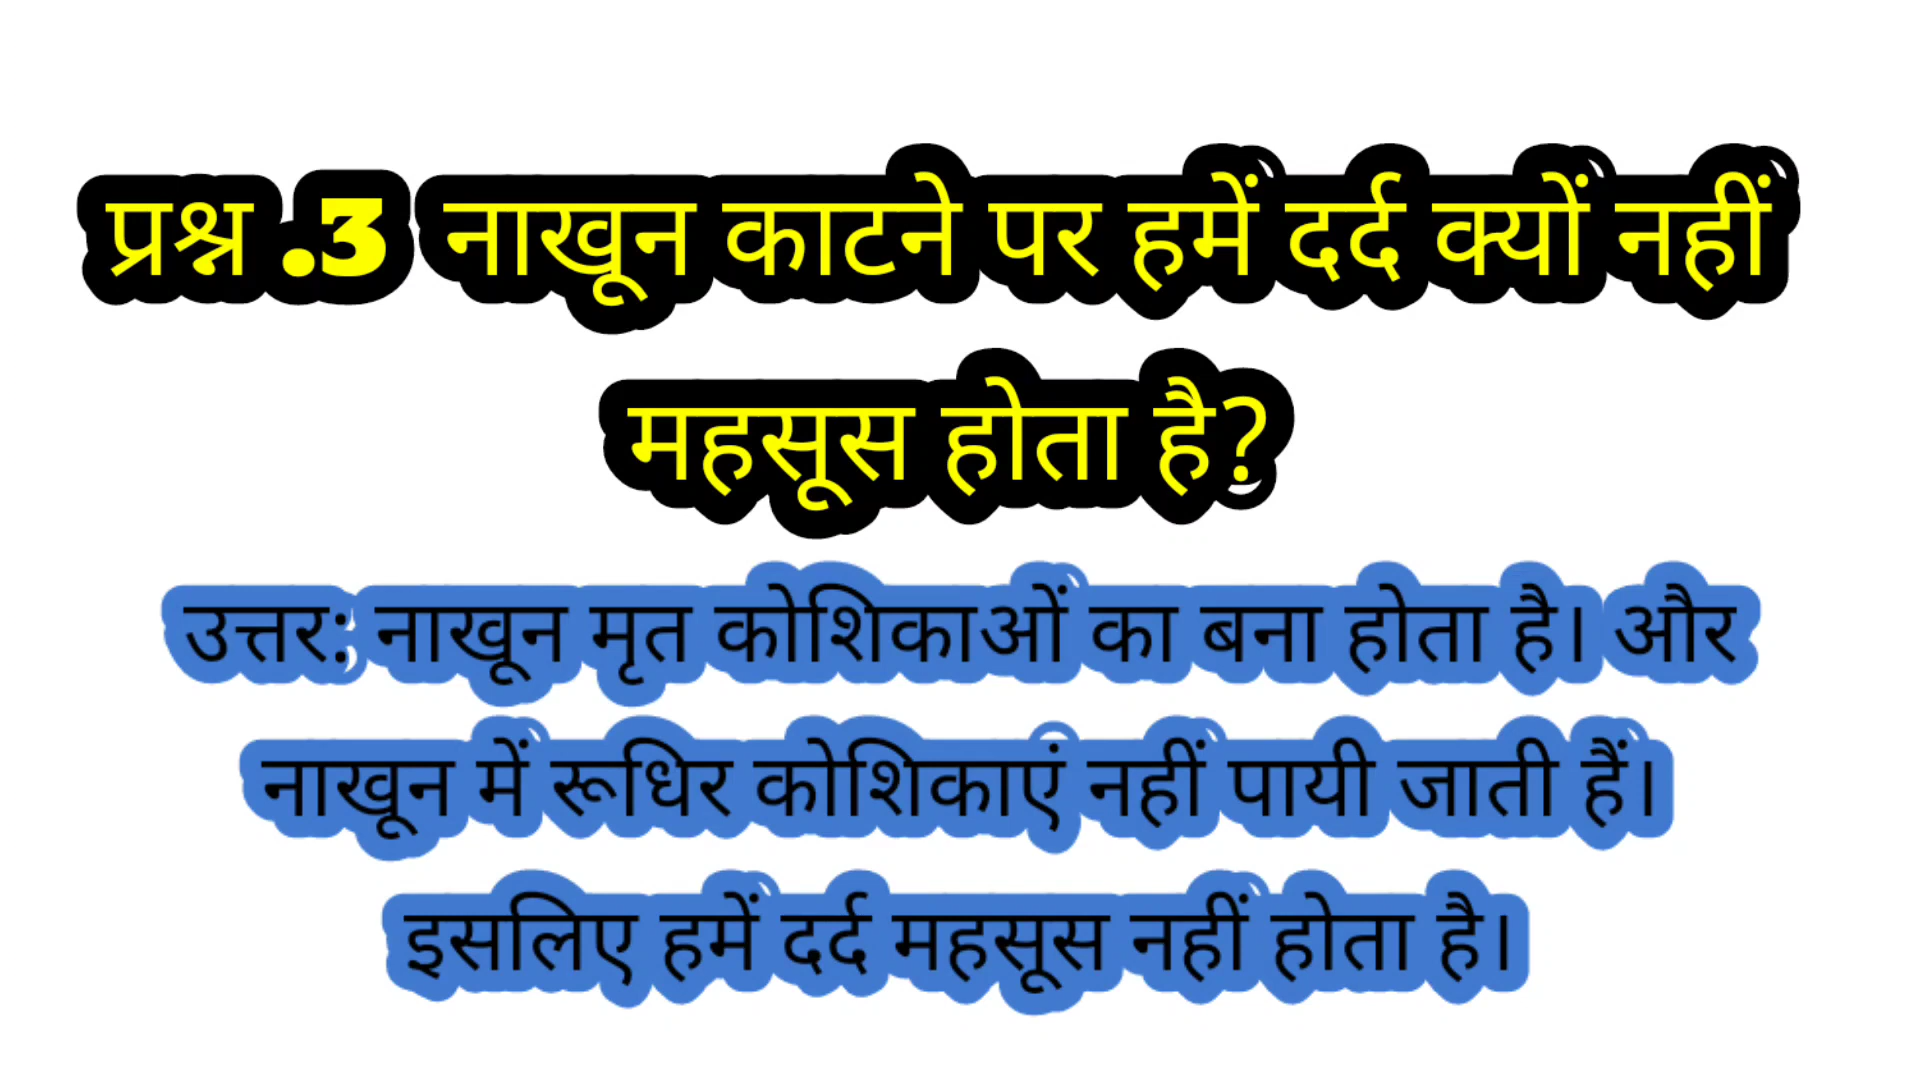 प्रश्न .3 नाखून काटने पर हमें दर्द क्यों नहीं
महसूस होता है?
उत्तर: नाखून मृत कोशिकाओं का बना होता है। और
नाखून में रूधिर कोशिकाएं नहीं पायी जाती हैं।
इसलिए हमें दर्द महसूस नहीं होता है।